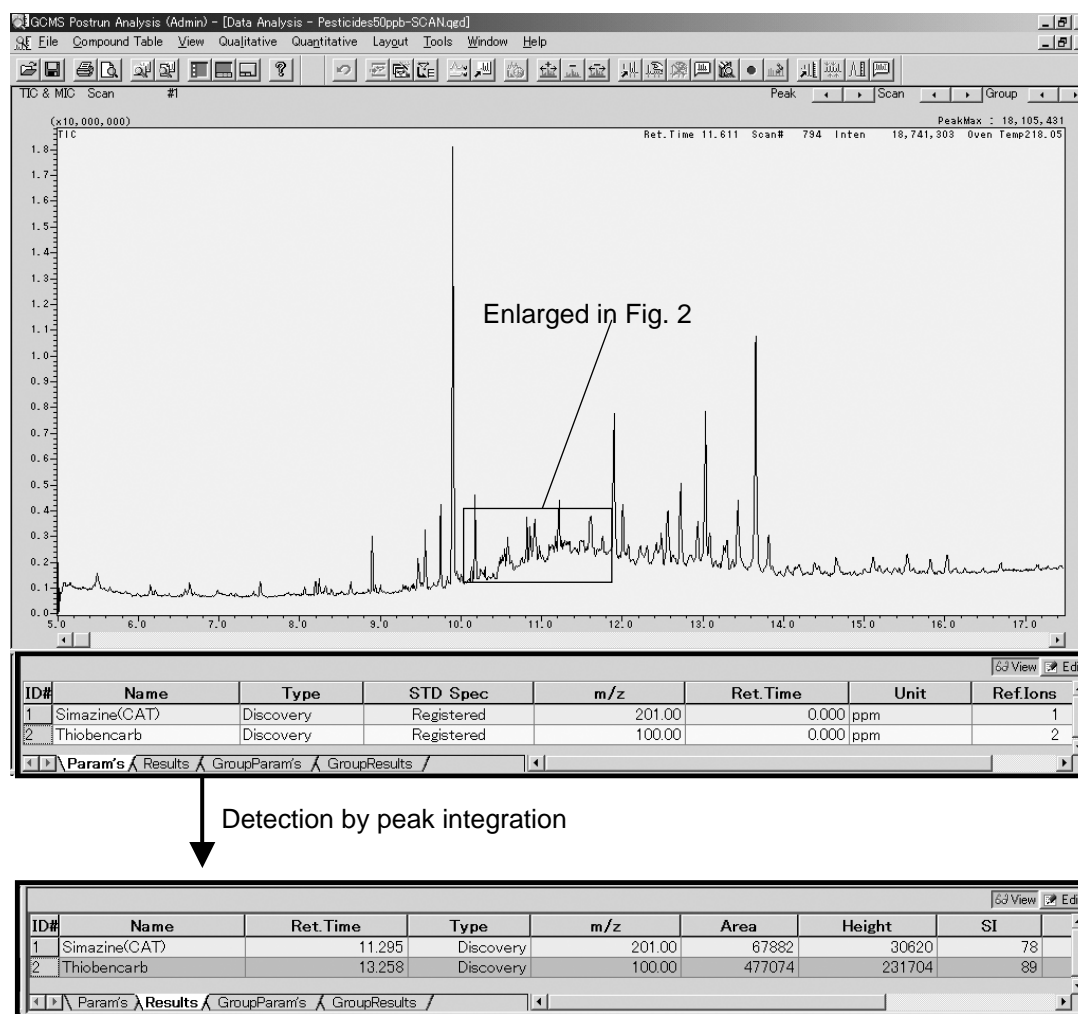 GCMS Postrun Analysis (Admin) - [Data Analysis - Pesticides50ppb-SCAN.qgd]
File Compound Table View Qualitative Quantitative Layout Tools Window Help
TIC & MIC Scan #1 Peak Scan Group
(x10,000,000) PeakMax : 18,105,431
TIC Ret.Time 11.611 Scan# 794 Inten 18,741,303 Oven Temp218.05
1.8
1.7
1.6
1.5
1.4
1.3
1.2
Enlarged in Fig. 2
1.1
1.0
0.9
0.8
0.7
0.6
0.5
0.4
0.3
0.2
0.1
0.0
5.0 6.0 7.0 8.0 9.0 10.0 11.0 12.0 13.0 14.0 15.0 16.0 17.0
View Edi
ID# Name Type STD Spec m/z Ret.Time Unit Ref.Ions
1 Simazine(CAT) Discovery Registered 201.00 0.000 ppm 1
2 Thiobencarb Discovery Registered 100.00 0.000 ppm 2
Param's Results GroupParam's GroupResults
Detection by peak integration
View Edi
ID# Name Ret.Time Type m/z Area Height SI
1 Simazine(CAT) 11.295 Discovery 201.00 67882 30620 78
2 Thiobencarb 13.258 Discovery 100.00 477074 231704 89
Param's Results GroupParam's GroupResults